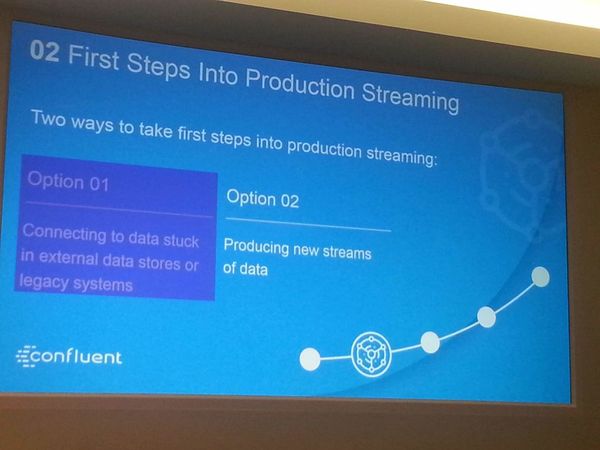 02 First Steps Into Production Streaming
Two ways to take first steps into production streaming:
Option 01
Connecting to data stuck
in external data stores or
legacy systems
Option 02
Producing new streams
of data
confluent